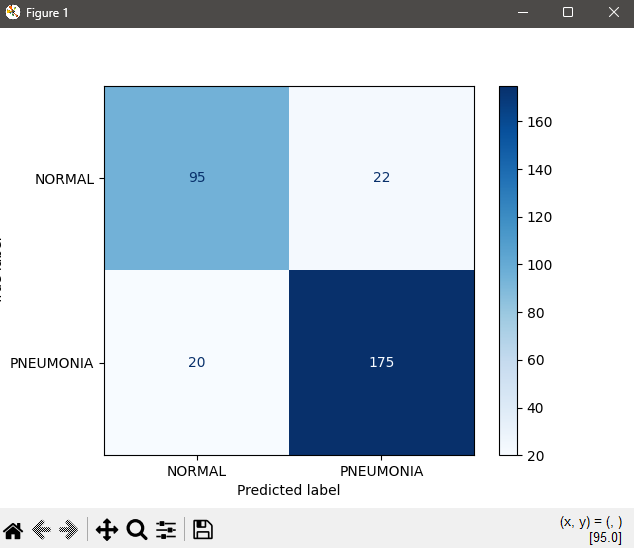 Figure 1
NORMAL
95
22
PNEUMONIA
20
175
NORMAL
PNEUMONIA
Predicted label
160
140
120
100
80
60
40
20
(x, y) = (, )
[95.0]